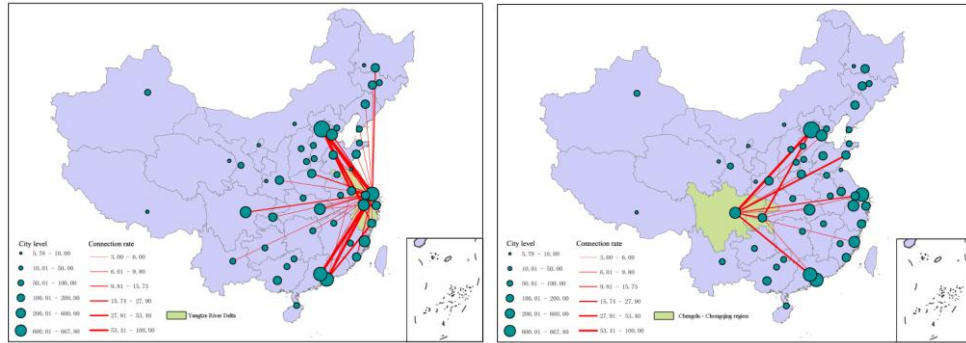 City level
Connection rate
5.78 - 10.00
3.00 - 6.00
10.01 - 50.00
6.01 - 9.80
50.01 - 100.00
9.81 - 15.73
100.01 - 200.00
15.74 - 27.90
200.01 - 600.00
27.91 - 53.40
600.01 - 667.80
53.41 - 100.00
Yangtze River Delta
City level
Connection rate
5.78 - 10.00
3.00 - 6.00
10.01 - 50.00
6.01 - 9.80
50.01 - 100.00
9.81 - 15.73
100.01 - 200.00
15.74 - 27.90
200.01 - 600.00
27.91 - 53.40
600.01 - 667.80
53.41 - 100.00
Chengdu - Chongqing region